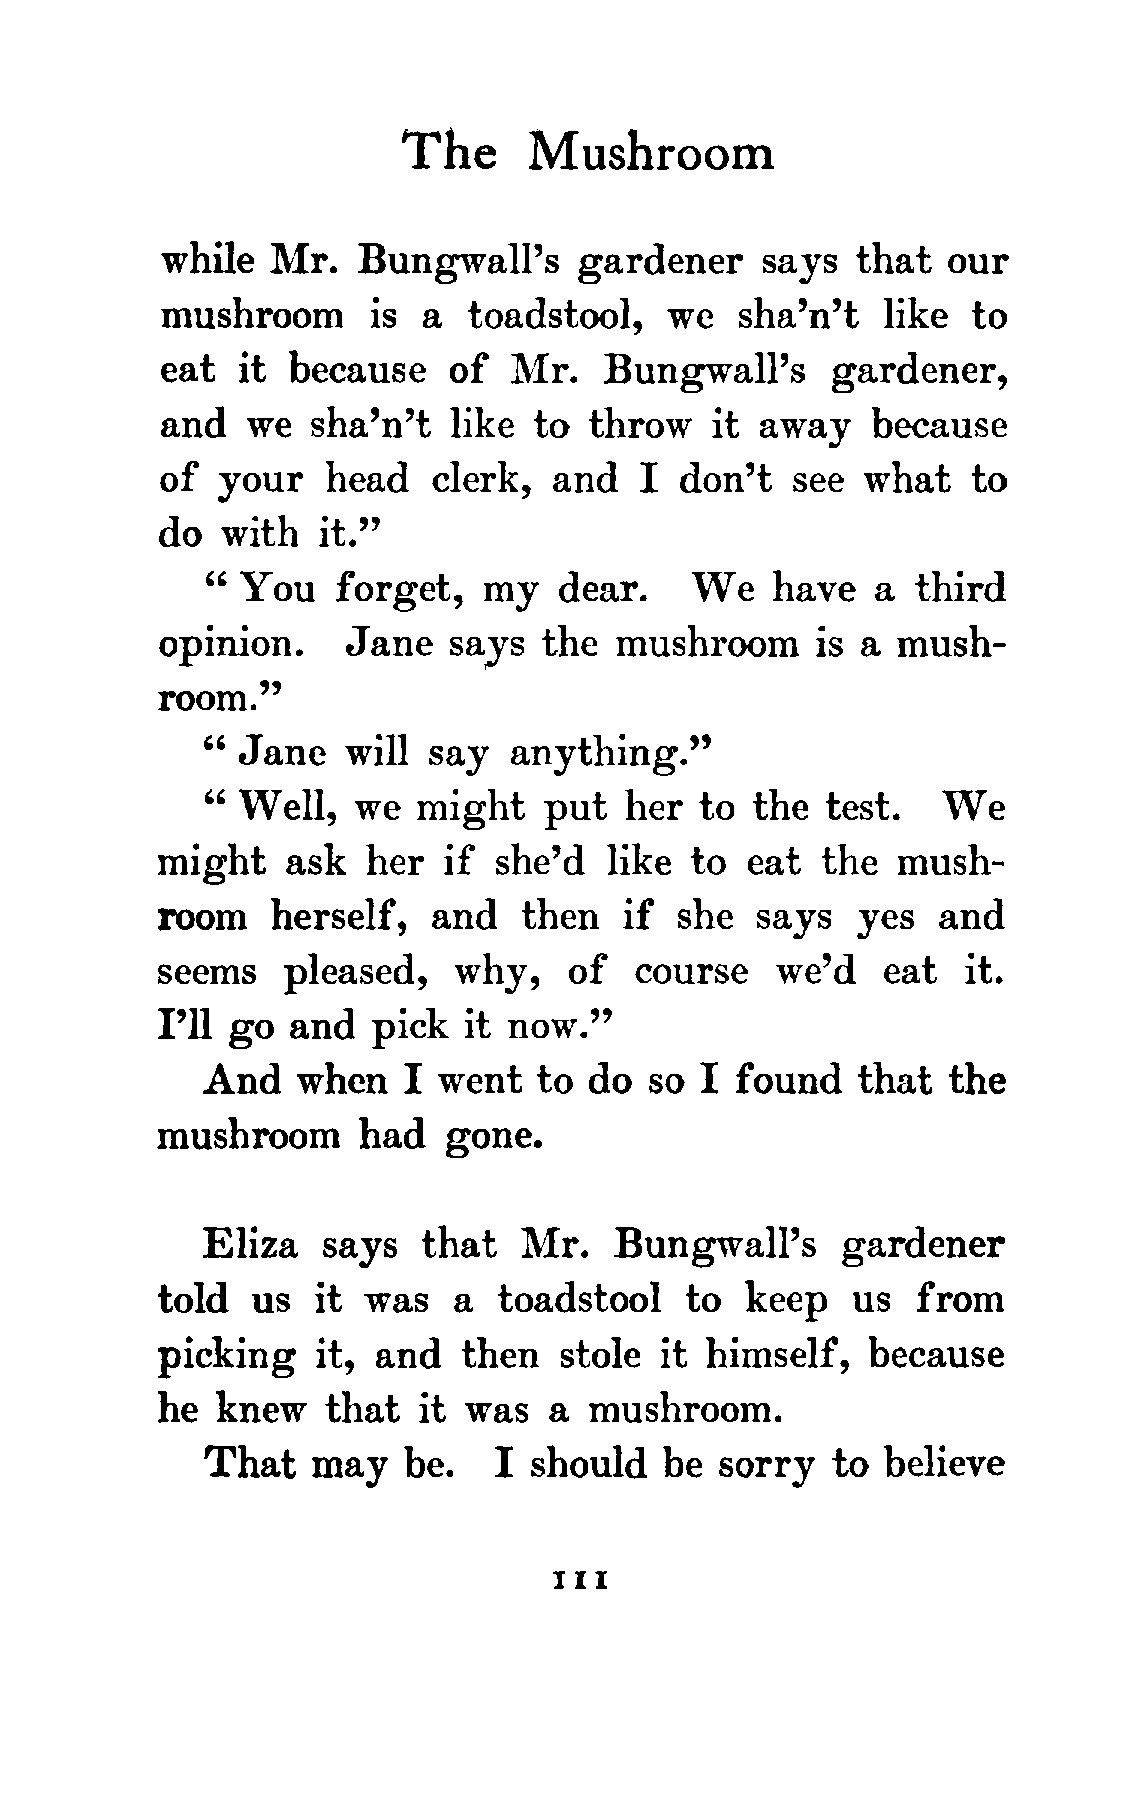 The Mushroom
while Mr. Bungwall’s gardener says that our
mushroom is a toadstool, we sha’n’t like to
eat it because of Mr. Bungwall’s gardener,
and we sha’n’t like to throw it away because
of your head clerk, and I don’t see what to
do with it.”
“ You forget, my dear. We have a third
opinion. Jane says the mushroom is a mush-
room.”
“ Jane will say anything.”
“ Well, we might put her to the test. We
might ask her if she’d like to eat the mush-
room herself, and then if she says yes and
seems pleased, why, of course we’d eat it.
I’ll go and pick it now.”
And when I went to do so I found that the
mushroom had gone.
Eliza says that Mr. Bungwall’s gardener
told us it was a toadstool to keep us from
picking it, and then stole it himself, because
he knew that it was a mushroom.
That may be. I should be sorry to believe
111